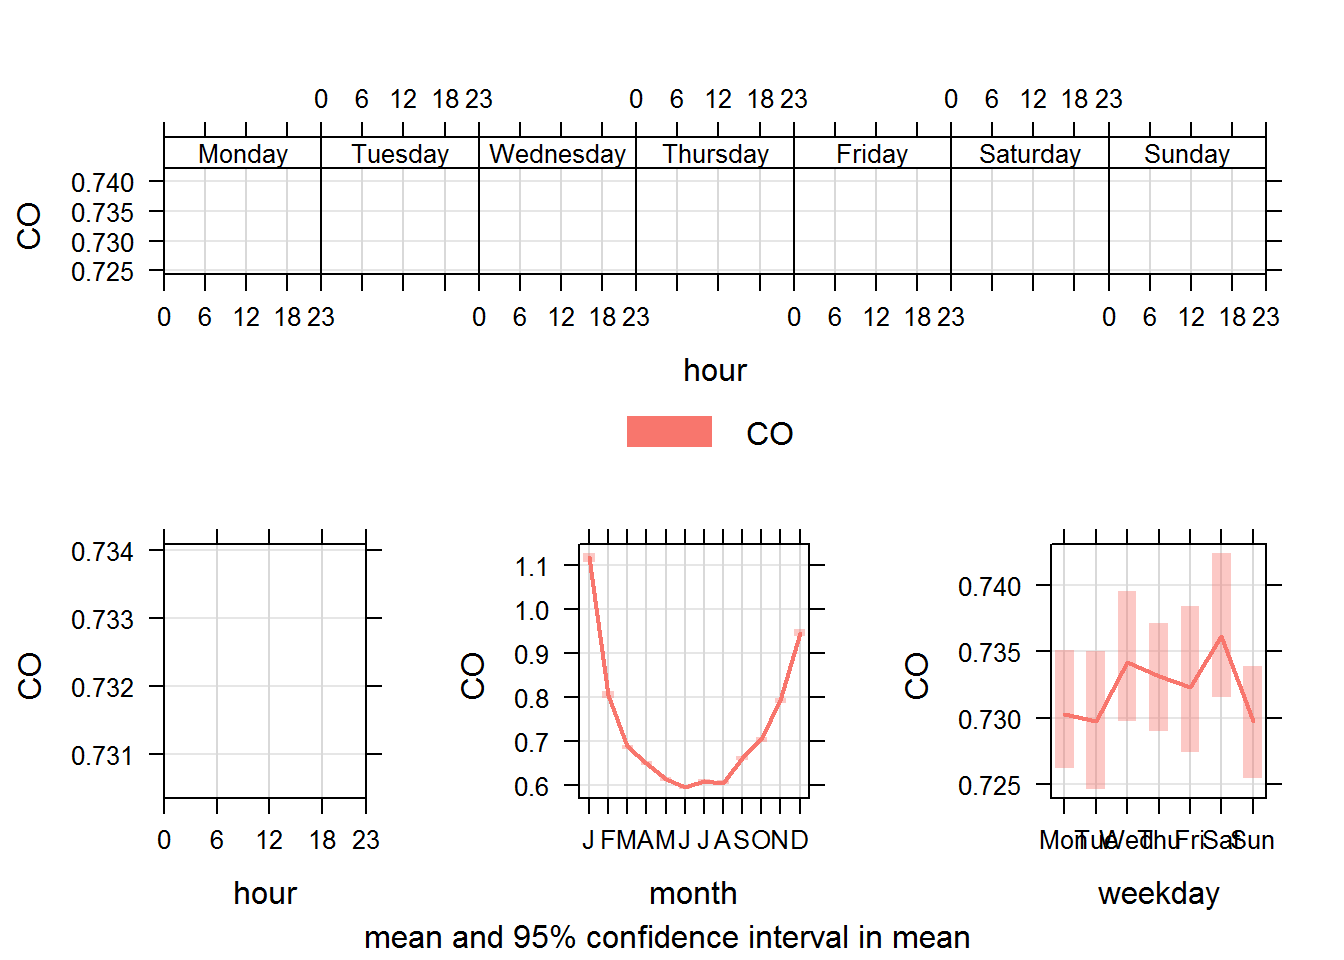 0 6 12 18 23 0 6 12 18 23 0 6 12 18 23
Monday Tuesday Wednesday Thursday Friday Saturday Sunday
CO
0.740
0.735
0.730
0.725
0 6 12 18 23 0 6 12 18 23 0 6 12 18 23 0 6 12 18 23
hour
CO
CO
0.734
0.733
0.732
0.731
0 6 12 18 23
hour
CO
1.1
1.0
0.9
0.8
0.7
0.6
J F M A M J J A S O N D
month
CO
0.740
0.735
0.730
0.725
Mon Tue Wed Thu Fri Sat Sun
weekday
mean and 95% confidence interval in mean